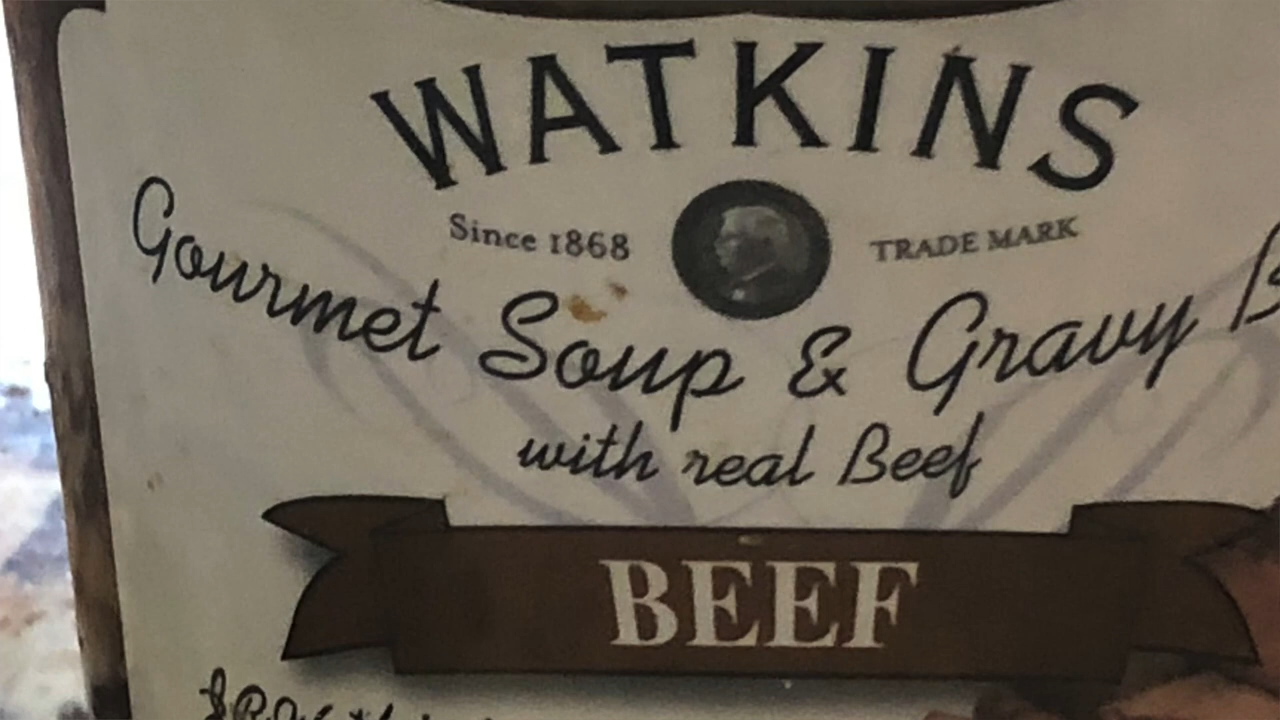 WATKINS
Since 1868 TRADE MARK
Gourmet Soup & Gravy
with real Beef
BEEF